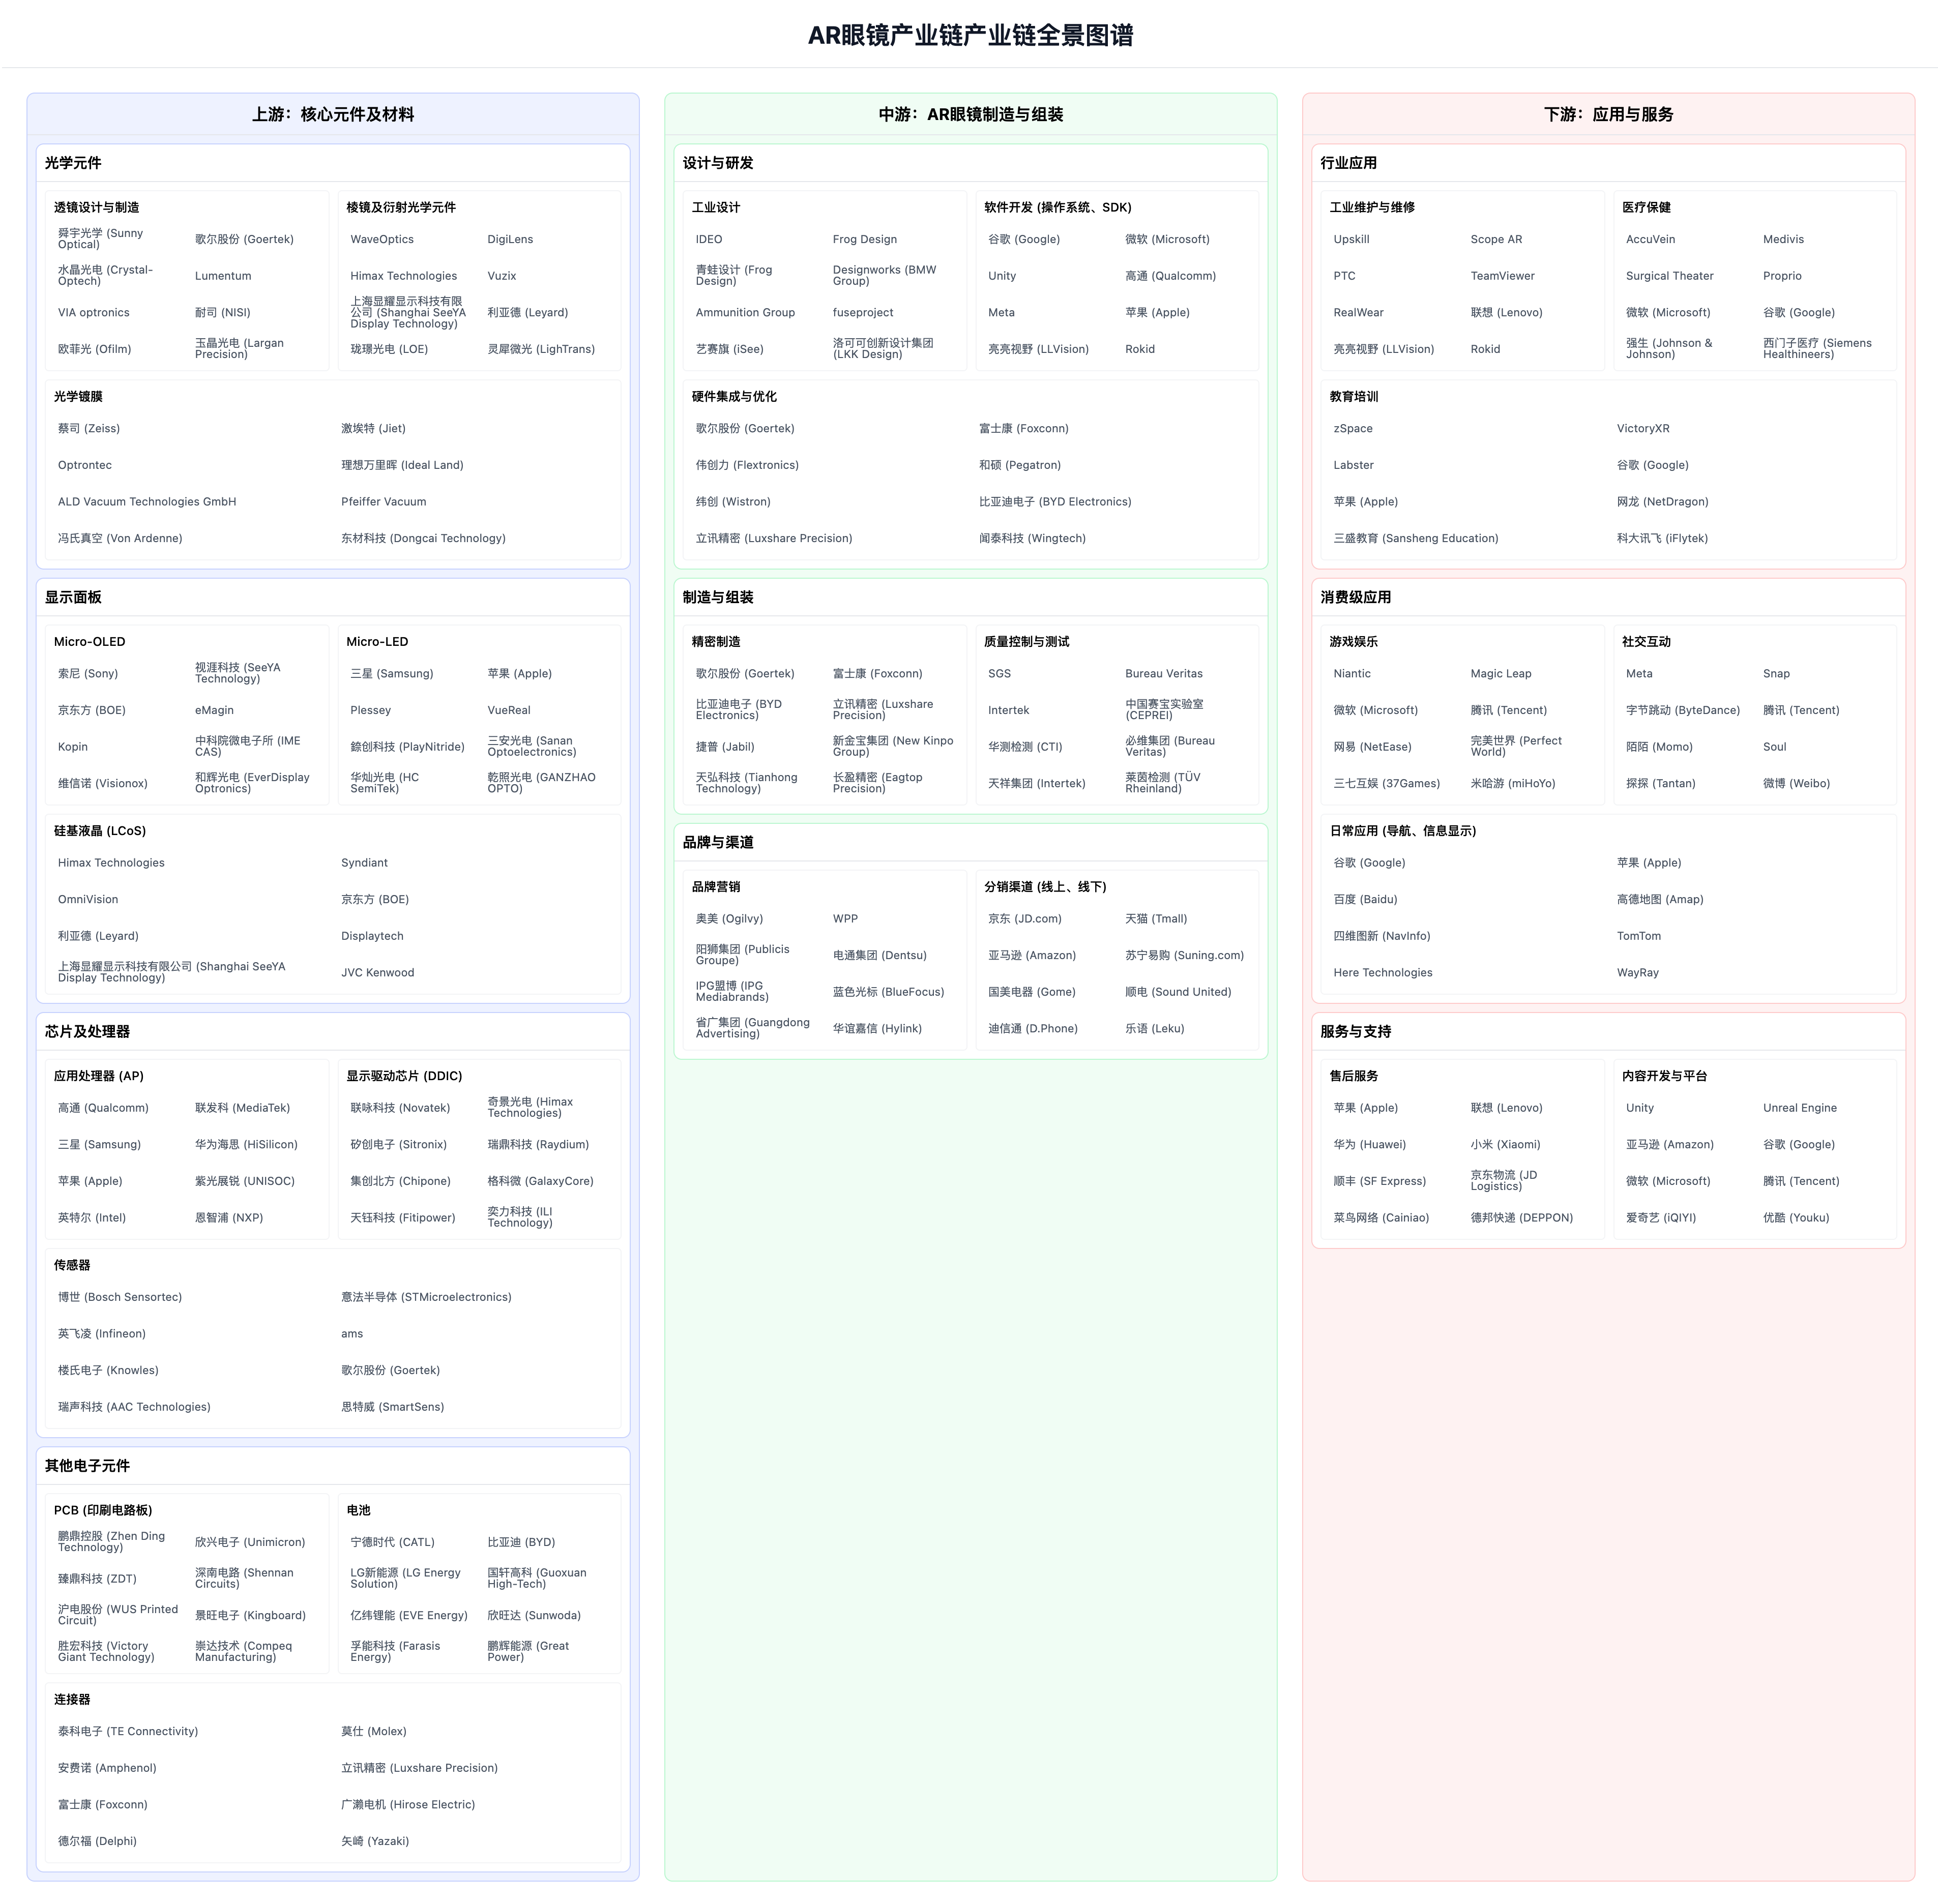 AR眼镜产业链产业链全景图谱
上游：核心元件及材料
光学元件
透镜设计与制造
舜宇光学 (Sunny
Optical)
歌尔股份 (Goertek)
水晶光电 (Crystal-
Optech)
Lumentum
VIA optronics
耐司 (NISI)
欧菲光 (Ofilm)
玉晶光电 (Largan
Precision)
棱镜及衍射光学元件
WaveOptics
DigiLens
Himax Technologies
Vuzix
上海显耀显示科技有限
公司 (Shanghai SeeYA
Display Technology)
利亚德 (Leyard)
珑璟光电 (LOE)
灵犀微光 (LighTrans)
光学镀膜
蔡司 (Zeiss)
激埃特 (Jiet)
Optrontec
理想万里晖 (Ideal Land)
ALD Vacuum Technologies GmbH
Pfeiffer Vacuum
冯氏真空 (Von Ardenne)
东材科技 (Dongcai Technology)
显示面板
Micro-OLED
索尼 (Sony)
视涯科技 (SeeYA
Technology)
京东方 (BOE)
eMagin
Kopin
中科院微电子所 (IME
CAS)
维信诺 (Visionox)
和辉光电 (EverDisplay
Optronics)
Micro-LED
三星 (Samsung)
苹果 (Apple)
Plessey
VueReal
錼创科技 (PlayNitride)
三安光电 (Sanan
Optoelectronics)
华灿光电 (HC
SemiTek)
乾照光电 (GANZHAO
OPTO)
硅基液晶 (LCoS)
Himax Technologies
Syndiant
OmniVision
京东方 (BOE)
利亚德 (Leyard)
Displaytech
上海显耀显示科技有限公司 (Shanghai SeeYA
Display Technology)
JVC Kenwood
芯片及处理器
应用处理器 (AP)
高通 (Qualcomm)
联发科 (MediaTek)
三星 (Samsung)
华为海思 (HiSilicon)
苹果 (Apple)
紫光展锐 (UNISOC)
英特尔 (Intel)
恩智浦 (NXP)
显示驱动芯片 (DDIC)
联咏科技 (Novatek)
奇景光电 (Himax
Technologies)
矽创电子 (Sitronix)
瑞鼎科技 (Raydium)
集创北方 (Chipone)
格科微 (GalaxyCore)
天钰科技 (Fitipower)
奕力科技 (ILI
Technology)
传感器
博世 (Bosch Sensortec)
意法半导体 (STMicroelectronics)
英飞凌 (Infineon)
ams
楼氏电子 (Knowles)
歌尔股份 (Goertek)
瑞声科技 (AAC Technologies)
思特威 (SmartSens)
其他电子元件
PCB (印刷电路板)
鹏鼎控股 (Zhen Ding
Technology)
欣兴电子 (Unimicron)
臻鼎科技 (ZDT)
深南电路 (Shennan
Circuits)
沪电股份 (WUS Printed
Circuit)
景旺电子 (Kingboard)
胜宏科技 (Victory
Giant Technology)
崇达技术 (Compeq
Manufacturing)
电池
宁德时代 (CATL)
比亚迪 (BYD)
LG新能源 (LG Energy
Solution)
国轩高科 (Guoxuan
High-Tech)
亿纬锂能 (EVE Energy)
欣旺达 (Sunwoda)
孚能科技 (Farasis
Energy)
鹏辉能源 (Great
Power)
连接器
泰科电子 (TE Connectivity)
莫仕 (Molex)
安费诺 (Amphenol)
立讯精密 (Luxshare Precision)
富士康 (Foxconn)
广濑电机 (Hirose Electric)
德尔福 (Delphi)
矢崎 (Yazaki)
中游：AR眼镜制造与组装
设计与研发
工业设计
IDEO
Frog Design
青蛙设计 (Frog
Design)
Designworks (BMW
Group)
Ammunition Group
fuseproject
艺赛旗 (iSee)
洛可可创新设计集团
(LKK Design)
软件开发 (操作系统、SDK)
谷歌 (Google)
微软 (Microsoft)
Unity
高通 (Qualcomm)
Meta
苹果 (Apple)
亮亮视野 (LLVision)
Rokid
硬件集成与优化
歌尔股份 (Goertek)
富士康 (Foxconn)
伟创力 (Flextronics)
和硕 (Pegatron)
纬创 (Wistron)
比亚迪电子 (BYD Electronics)
立讯精密 (Luxshare Precision)
闻泰科技 (Wingtech)
制造与组装
精密制造
歌尔股份 (Goertek)
富士康 (Foxconn)
比亚迪电子 (BYD
Electronics)
立讯精密 (Luxshare
Precision)
捷普 (Jabil)
新金宝集团 (New Kinpo
Group)
天弘科技 (Tianhong
Technology)
长盈精密 (Eagtop
Precision)
质量控制与测试
SGS
Bureau Veritas
Intertek
中国赛宝实验室
(CEPREI)
华测检测 (CTI)
必维集团 (Bureau
Veritas)
天祥集团 (Intertek)
莱茵检测 (TÜV
Rheinland)
品牌与渠道
品牌营销
奥美 (Ogilvy)
WPP
阳狮集团 (Publicis
Groupe)
电通集团 (Dentsu)
IPG盟博 (IPG
Mediabrands)
蓝色光标 (BlueFocus)
省广集团 (Guangdong
Advertising)
华谊嘉信 (Hylink)
分销渠道 (线上、线下)
京东 (JD.com)
天猫 (Tmall)
亚马逊 (Amazon)
苏宁易购 (Suning.com)
国美电器 (Gome)
顺电 (Sound United)
迪信通 (D.Phone)
乐语 (Leku)
下游：应用与服务
行业应用
工业维护与维修
Upskill
Scope AR
PTC
TeamViewer
RealWear
联想 (Lenovo)
亮亮视野 (LLVision)
Rokid
医疗保健
AccuVein
Medivis
Surgical Theater
Proprio
微软 (Microsoft)
谷歌 (Google)
强生 (Johnson &
Johnson)
西门子医疗 (Siemens
Healthineers)
教育培训
zSpace
VictoryXR
Labster
谷歌 (Google)
苹果 (Apple)
网龙 (NetDragon)
三盛教育 (Sansheng Education)
科大讯飞 (iFlytek)
消费级应用
游戏娱乐
Niantic
Magic Leap
微软 (Microsoft)
腾讯 (Tencent)
网易 (NetEase)
完美世界 (Perfect
World)
三七互娱 (37Games)
米哈游 (miHoYo)
社交互动
Meta
Snap
字节跳动 (ByteDance)
腾讯 (Tencent)
陌陌 (Momo)
Soul
探探 (Tantan)
微博 (Weibo)
日常应用 (导航、信息显示)
谷歌 (Google)
苹果 (Apple)
百度 (Baidu)
高德地图 (Amap)
四维图新 (NavInfo)
TomTom
Here Technologies
WayRay
服务与支持
售后服务
苹果 (Apple)
联想 (Lenovo)
华为 (Huawei)
小米 (Xiaomi)
顺丰 (SF Express)
京东物流 (JD
Logistics)
菜鸟网络 (Cainiao)
德邦快递 (DEPPON)
内容开发与平台
Unity
Unreal Engine
亚马逊 (Amazon)
谷歌 (Google)
微软 (Microsoft)
腾讯 (Tencent)
爱奇艺 (iQIYI)
优酷 (Youku)